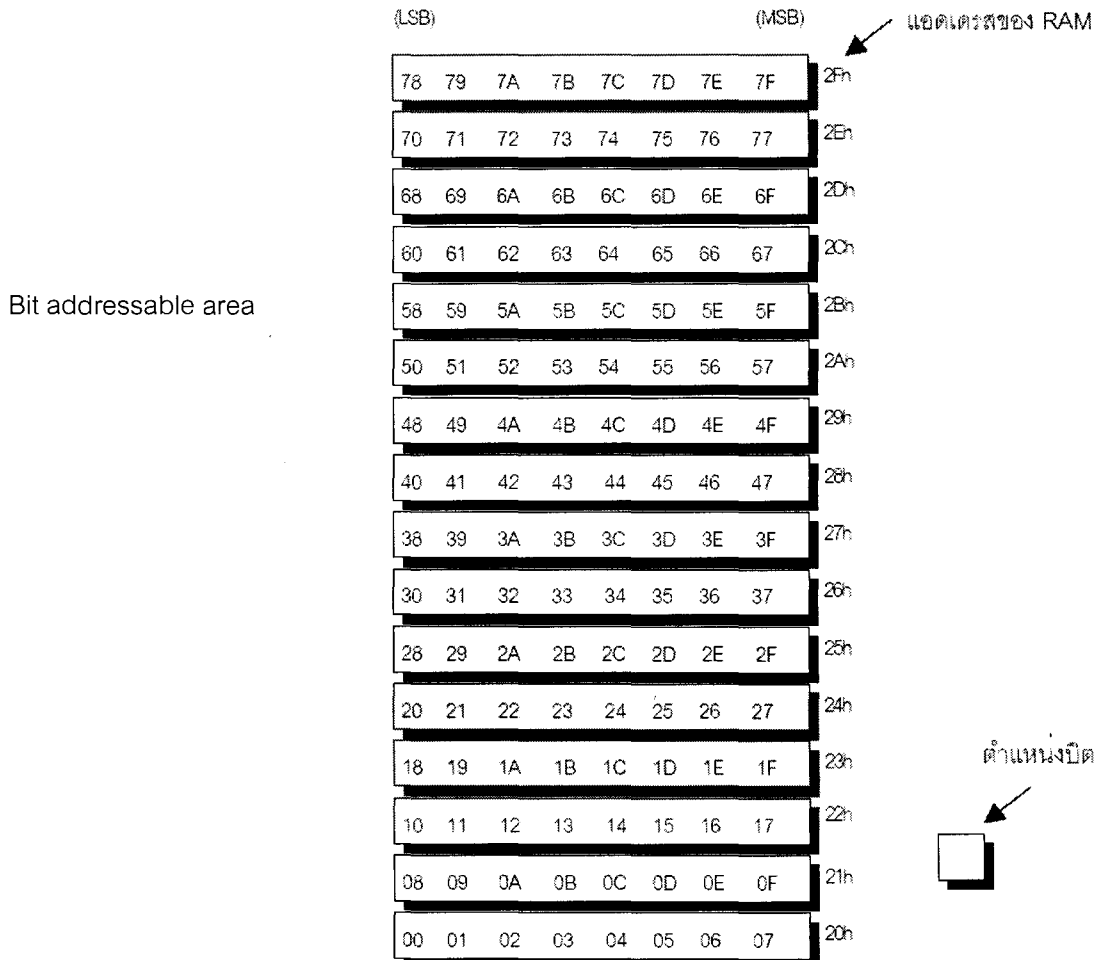 (LSB) (MSB) แอดเดรสของ RAM
78 79 7A 7B 7C 7D 7E 7F 2Fh
70 71 72 73 74 75 76 77 2Eh
68 69 6A 6B 6C 6D 6E 6F 2Dh
60 61 62 63 64 65 66 67 2Ch
Bit addressable area
58 59 5A 5B 5C 5D 5E 5F 2Bh
50 51 52 53 54 55 56 57 2Ah
48 49 4A 4B 4C 4D 4E 4F 29h
40 41 42 43 44 45 46 47 28h
38 39 3A 3B 3C 3D 3E 3F 27h
30 31 32 33 34 35 36 37 26h
28 29 2A 2B 2C 2D 2E 2F 25h
20 21 22 23 24 25 26 27 24h
18 19 1A 1B 1C 1D 1E 1F 23h
ตำแหน่งบิต
10 11 12 13 14 15 16 17 22h
08 09 0A 0B 0C 0D 0E 0F 21h
00 01 02 03 04 05 06 07 20h